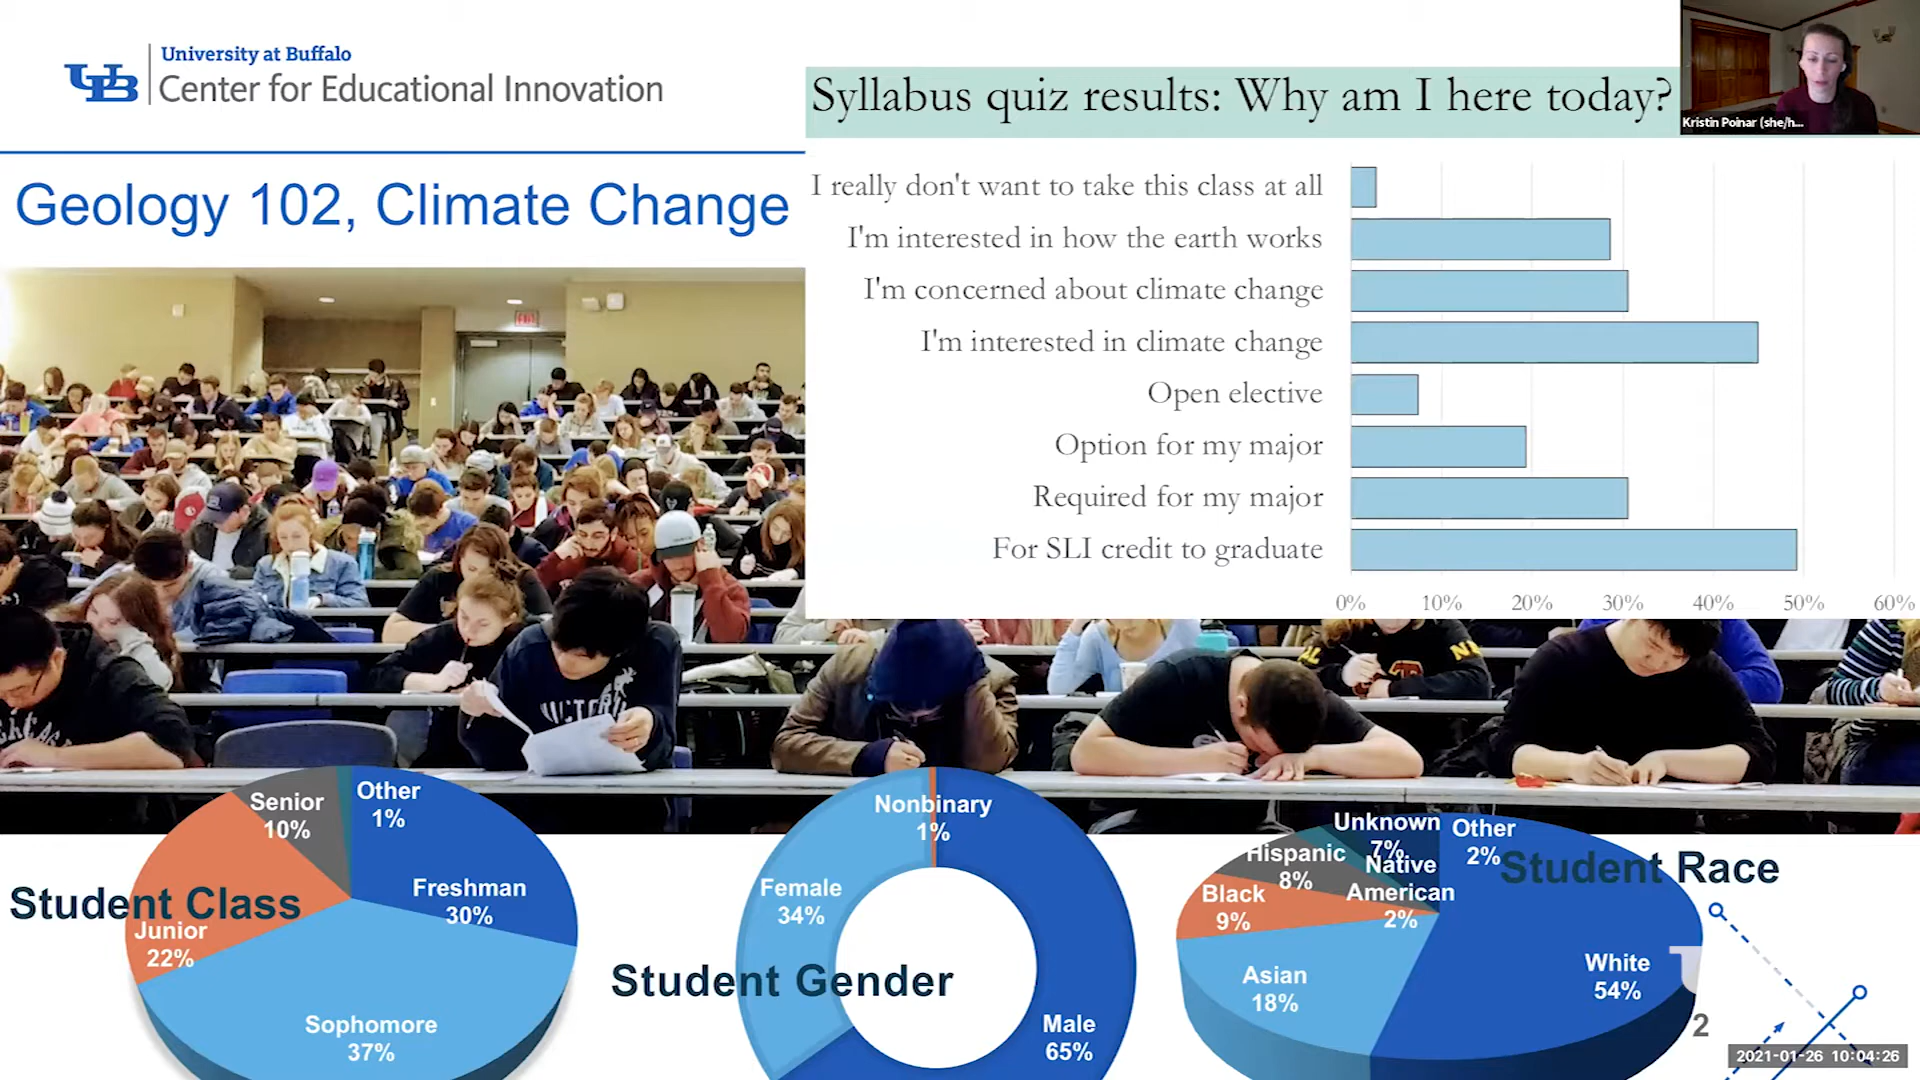 University at Buffalo
UB
Center for Educational Innovation
Syllabus quiz results: Why am I here today?
Kristin Poinar (she/h...
Geology 102, Climate Change
I really don't want to take this class at all
I'm interested in how the earth works
I'm concerned about climate change
I'm interested in climate change
Open elective
Option for my major
Required for my major
For SLI credit to graduate
0% 10% 20% 30% 40% 50% 60%
EXIT
Student Class
Other
1%
Senior
10%
Freshman
30%
Junior
22%
Sophomore
37%
Student Gender
Nonbinary
1%
Female
34%
Male
65%
Student Race
Unknown
7%
Other
2%
Hispanic
8%
Native
American
2%
Black
9%
Asian
18%
White
54%
2
2021-01-26 10:04:26